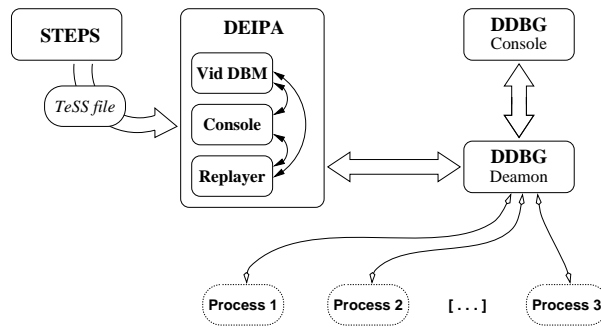 STEPS
TeSS file
DEIPA
Vid DBM
Console
Replayer
DDBG
Console
DDBG
Deamon
Process 1
Process 2
[ . . . ]
Process 3